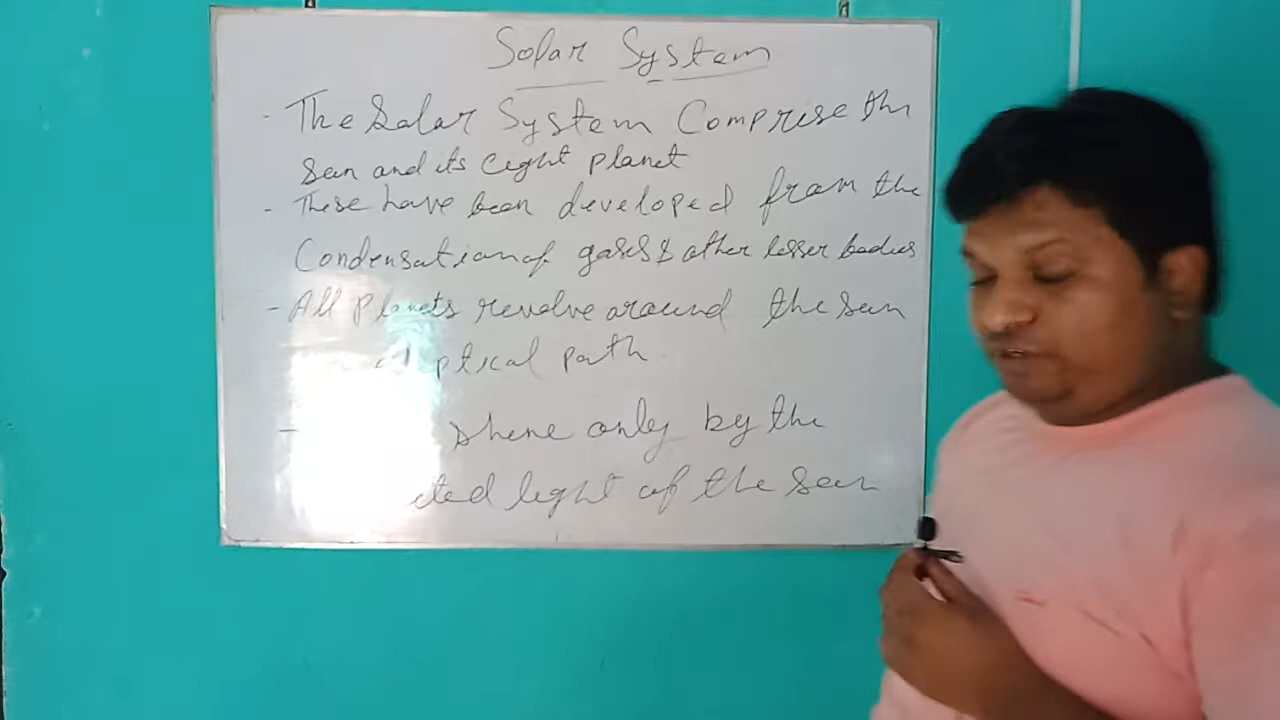 Solar System
- The Solar System Comprise the
Sun and its eight planet
- These have been developed from the
Condensation of gases & other lesser bodies
- All Planets revolve around the Sun
ptical path
- shine only by the
cted light of the Sun